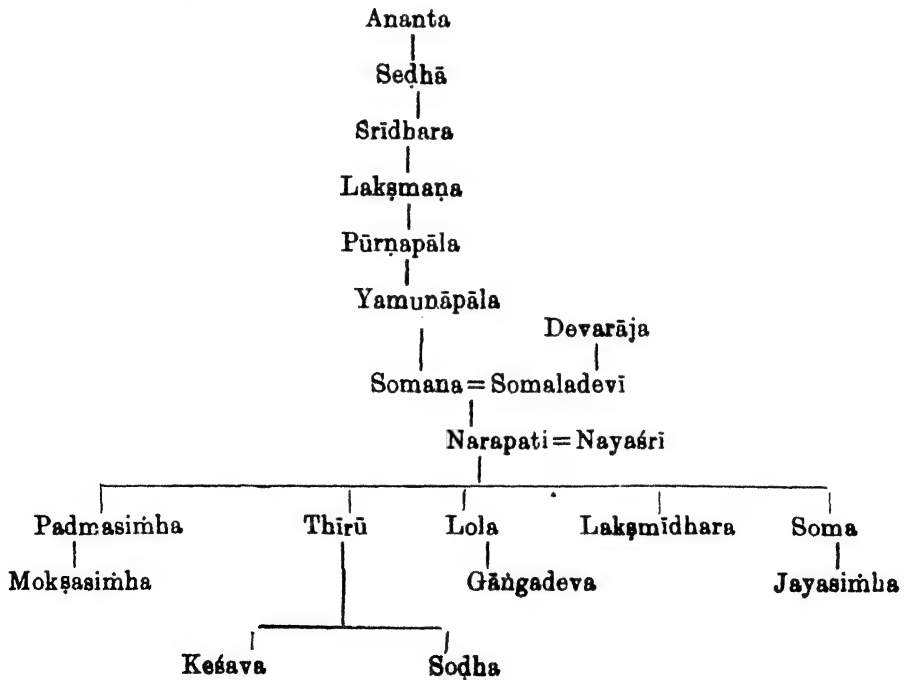 Ananta
Seḍhā
Srīdhara
Lakṣmaṇa
Pūrṇapāla
Yamunāpāla
Devarāja
Somana = Somaladevī
Narapati = Nayaśrī
Padmasiṁha Thīrū Lola Lakṣmīdhara Soma
Mokṣasiṁha Gāṅgadeva Jayasiṁha
Keśava Soḍha